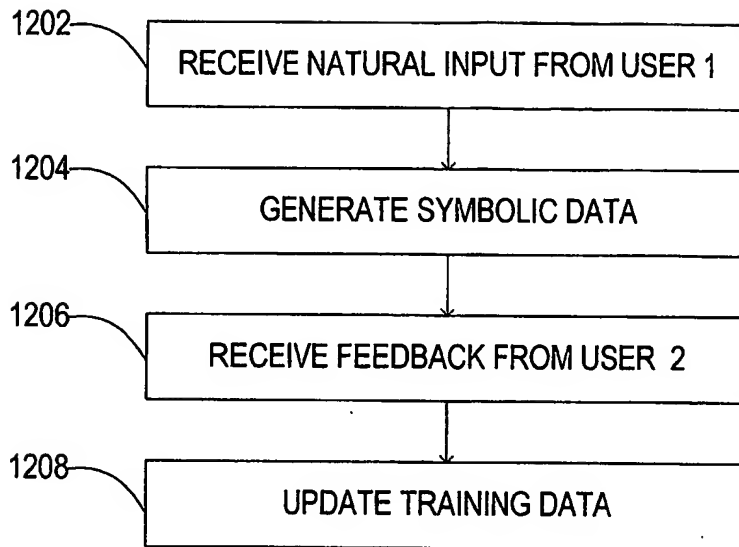 1202
RECEIVE NATURAL INPUT FROM USER 1
1204
GENERATE SYMBOLIC DATA
1206
RECEIVE FEEDBACK FROM USER 2
1208
UPDATE TRAINING DATA